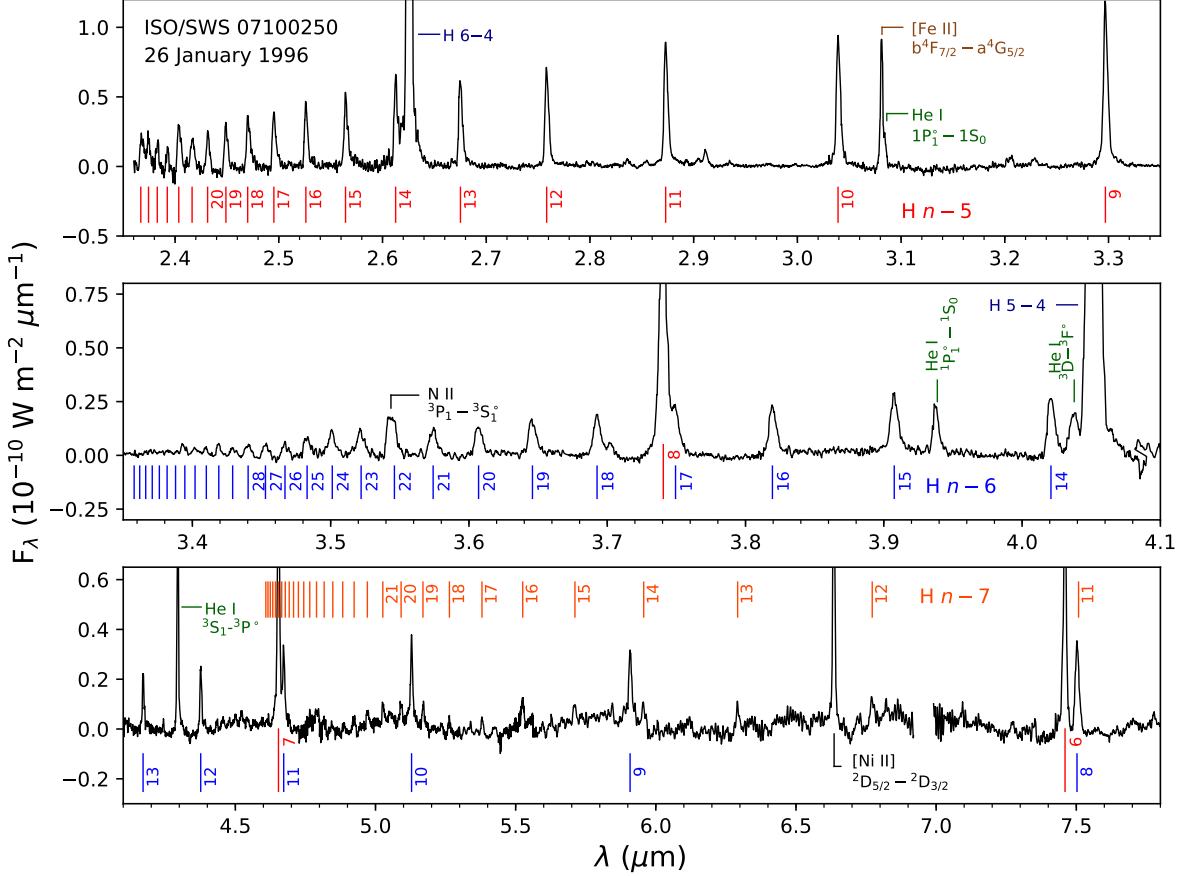 ISO/SWS 07100250
26 January 1996
H 6−4
[Fe II]
b⁴F₇/₂ − a⁴G₅/₂
He I
1P₁° − 1S₀
1.0
0.5
0.0
−0.5
20 19 18 17 16 15 14 13 12 11 10 9
H n − 5
2.4 2.5 2.6 2.7 2.8 2.9 3.0 3.1 3.2 3.3
F_λ (10⁻¹⁰ W m⁻² μm⁻¹)
0.75
0.50
0.25
0.00
−0.25
H 5 − 4
He I
¹P₁° − ¹S₀
He I
³D−³F°
N II
³P₁ − ³S₁°
28 27 26 25 24 23 22 21 20 19 18 8 17 16 15 14
H n − 6
3.4 3.5 3.6 3.7 3.8 3.9 4.0 4.1
0.6
0.4
0.2
0.0
−0.2
21 20 19 18 17 16 15 14 13 12 11
H n − 7
He I
³S₁-³P°
[Ni II]
²D₅/₂ − ²D₃/₂
7 6
13 12 11 10 9 8
4.5 5.0 5.5 6.0 6.5 7.0 7.5
λ (μm)